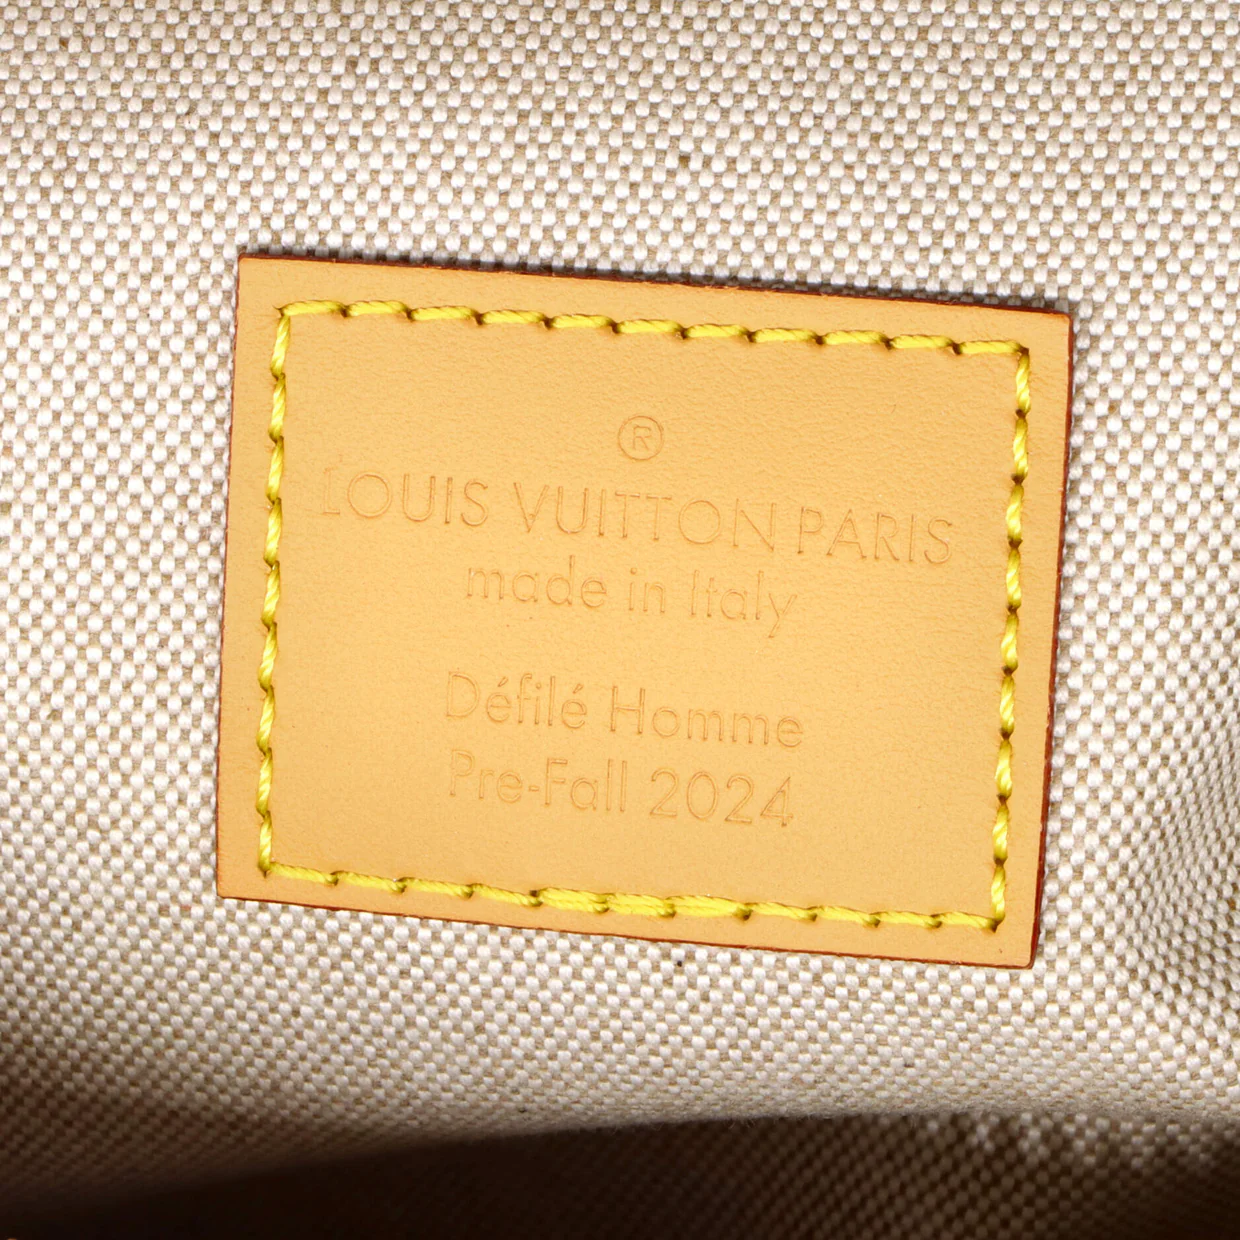 ®
LOUIS VUITTON PARIS
made in Italy
Défilé Homme
Pre-Fall 2024